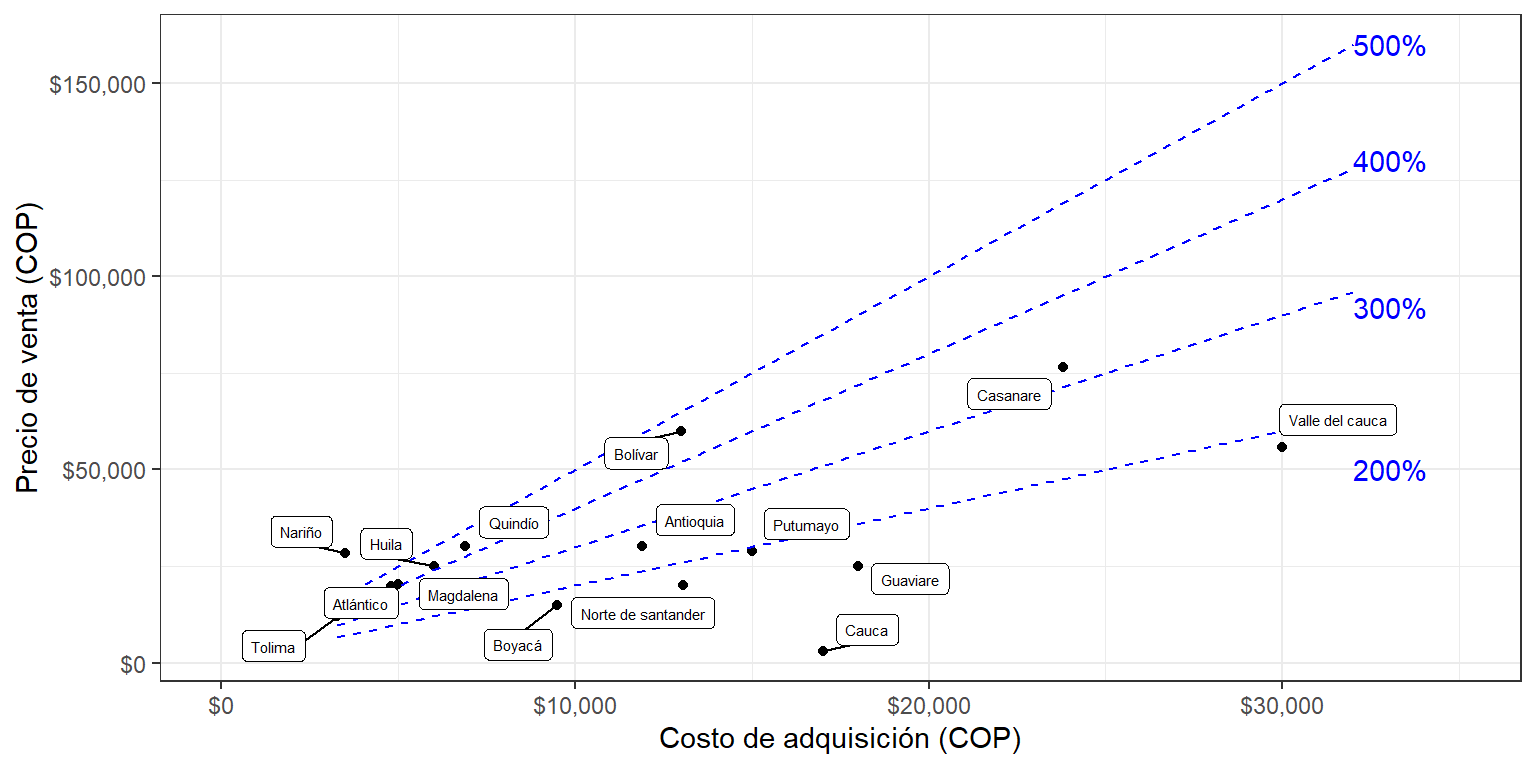 500%
$150,000
400%
$100,000
300%
Casanare
Valle del cauca
Bolívar
$50,000
200%
Quindío
Antioquia
Putumayo
Nariño
Huila
Guaviare
Magdalena
Atlántico
Norte de santander
Cauca
Boyacá
Tolima
$0
$0
$10,000
$20,000
$30,000
Costo de adquisición (COP)
Precio de venta (COP)